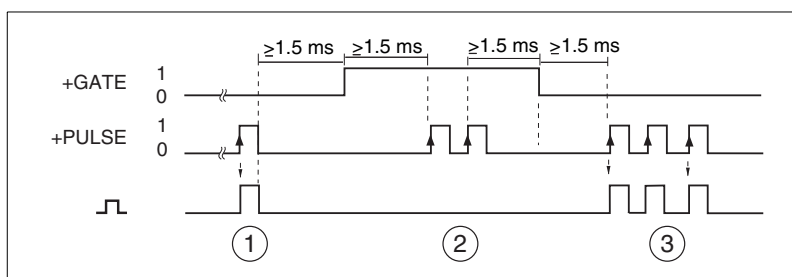 ≥1.5 ms ≥1.5 ms ≥1.5 ms ≥1.5 ms
+GATE 1
0
+PULSE 1
0
1 2 3